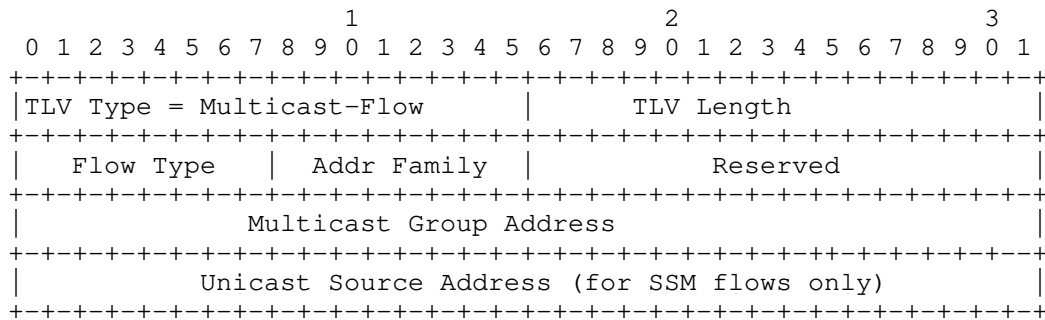 1                   2                   3
 0 1 2 3 4 5 6 7 8 9 0 1 2 3 4 5 6 7 8 9 0 1 2 3 4 5 6 7 8 9 0 1
+-+-+-+-+-+-+-+-+-+-+-+-+-+-+-+-+-+-+-+-+-+-+-+-+-+-+-+-+-+-+-+-+
|TLV Type = Multicast-Flow      |      TLV Length               |
+-+-+-+-+-+-+-+-+-+-+-+-+-+-+-+-+-+-+-+-+-+-+-+-+-+-+-+-+-+-+-+-+
|   Flow Type   |  Addr Family  |           Reserved            |
+-+-+-+-+-+-+-+-+-+-+-+-+-+-+-+-+-+-+-+-+-+-+-+-+-+-+-+-+-+-+-+-+
|              Multicast Group Address                          |
+-+-+-+-+-+-+-+-+-+-+-+-+-+-+-+-+-+-+-+-+-+-+-+-+-++-+-+-+-+-+--+
|           Unicast Source Address (for SSM flows only)         |
+-+-+-+-+-+-+-+-+-+-+-+-+-+-+-+-+-+-+-+-+-+-+-+-+-+-+-+-+-+-+-+-+